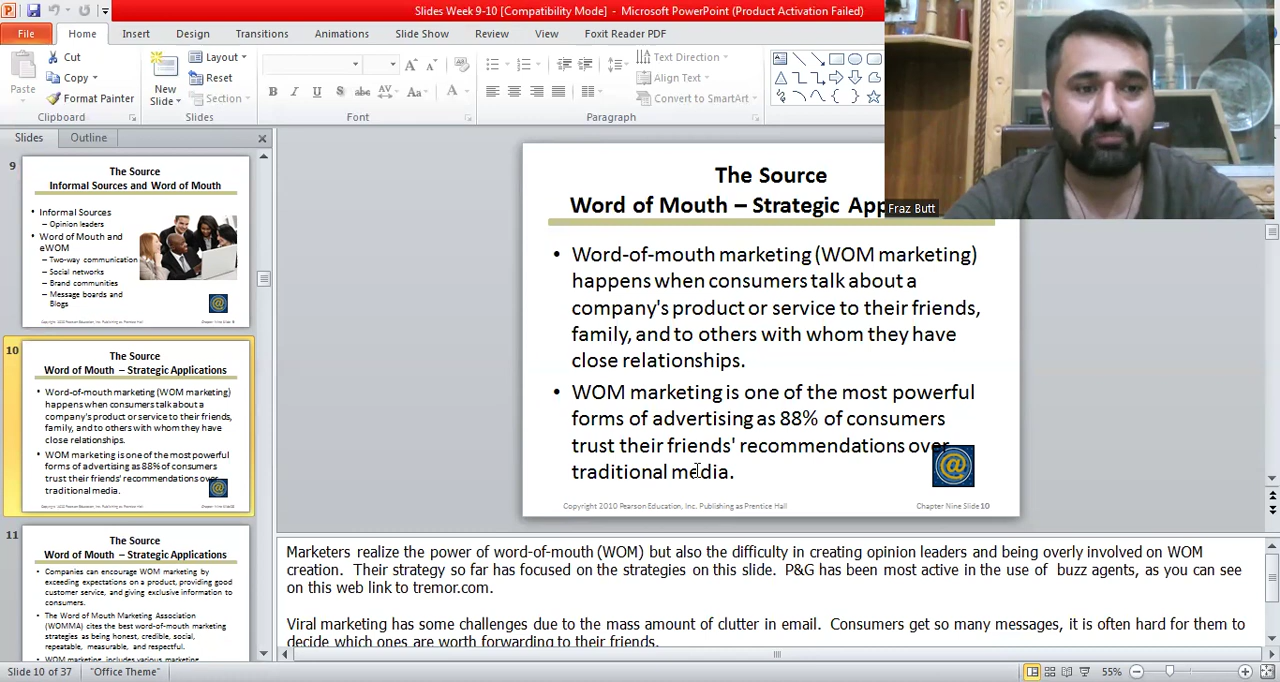 Slides Week 9-10 [Compatibility Mode] - Microsoft PowerPoint (Product Activation Failed)
File Home Insert Design Transitions Animations Slide Show Review View Foxit Reader PDF
Cut
Copy
Format Painter
Paste
Clipboard
New
Slide
Layout
Reset
Section
Slides
B I U S abc AV Aa A
Font
Paragraph
Text Direction
Align Text
Convert to SmartArt
Fraz Butt
Slides Outline
9
The Source
Informal Sources and Word of Mouth
• Informal Sources
– Opinion leaders
• Word of Mouth and
eWOM
– Two-way communication
– Social networks
– Brand communities
– Message boards and
Blogs
10
The Source
Word of Mouth – Strategic Applications
• Word-of-mouth marketing (WOM marketing)
happens when consumers talk about a
company's product or service to their friends,
family, and to others with whom they have
close relationships.
• WOM marketing is one of the most powerful
forms of advertising as 88% of consumers
trust their friends' recommendations over
traditional media.
11
The Source
Word of Mouth – Strategic Applications
• Companies can encourage WOM marketing by
exceeding expectations on a product, providing good
customer service, and giving exclusive information to
consumers.
• The Word of Mouth Marketing Association
(WOMMA) cites the best word-of-mouth marketing
strategies as being honest, credible, social,
repeatable, measurable, and respectful.
• WOM marketing includes various marketing
The Source
Word of Mouth – Strategic App
• Word-of-mouth marketing (WOM marketing)
happens when consumers talk about a
company's product or service to their friends,
family, and to others with whom they have
close relationships.
• WOM marketing is one of the most powerful
forms of advertising as 88% of consumers
trust their friends' recommendations over
traditional media.
@
Copyright 2010 Pearson Education, Inc. Publishing as Prentice Hall
Chapter Nine Slide 10
Marketers realize the power of word-of-mouth (WOM) but also the difficulty in creating opinion leaders and being overly involved on WOM
creation. Their strategy so far has focused on the strategies on this slide. P&G has been most active in the use of buzz agents, as you can see
on this web link to tremor.com.
Viral marketing has some challenges due to the mass amount of clutter in email. Consumers get so many messages, it is often hard for them to
decide which ones are worth forwarding to their friends.
Slide 10 of 37 "Office Theme" 55%